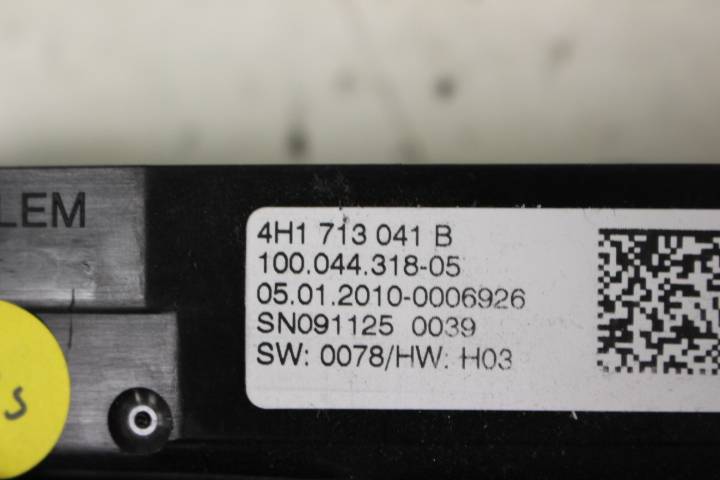 LEM
4H1 713 041 B
100.044.318-05
05.01.2010-0006926
SN091125 0039
SW: 0078/HW: H03